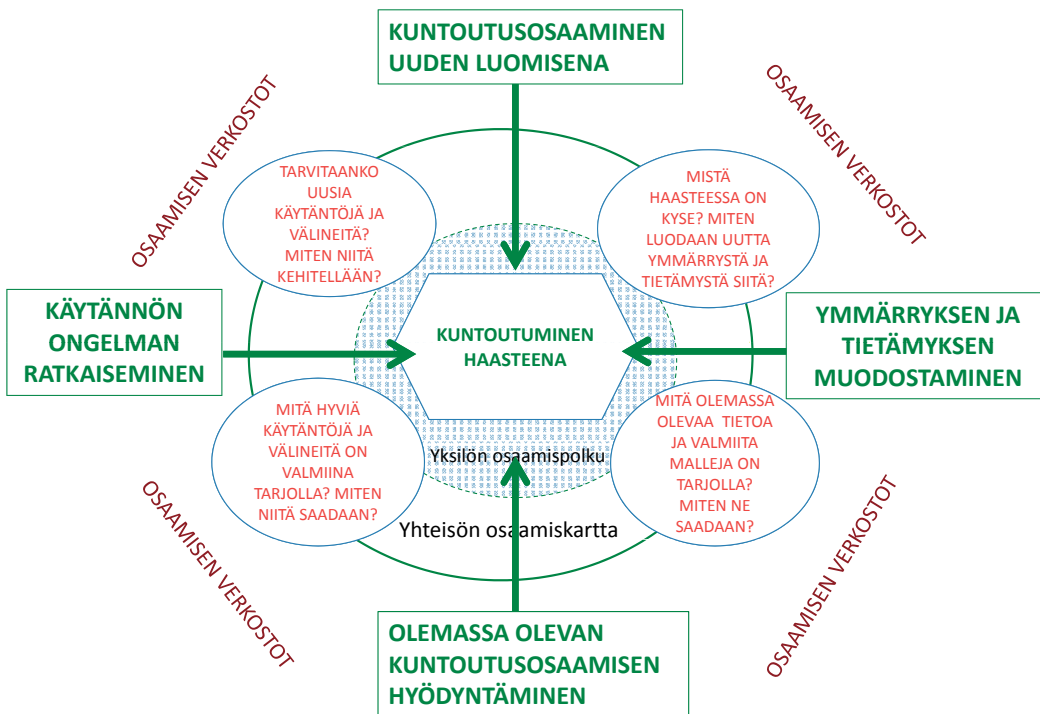 KUNTOUTUSOSAAMINEN
UUDEN LUOMISENA
OSAAMISEN VERKOSTOT
OSAAMISEN VERKOSTOT
TARVITAANKO
UUSIA
KÄYTÄNTÖJÄ JA
VÄLINEITÄ?
MITEN NIITÄ
KEHITELLÄÄN?
MISTÄ
HAASTEESSA ON
KYSE? MITEN
LUODAAN UUTTA
YMMÄRRYSTÄ JA
TIETÄMYSTÄ SIITÄ?
KÄYTÄNNÖN
ONGELMAN
RATKAISEMINEN
KUNTOUTUMINEN
HAASTEENA
YMMÄRRYKSEN JA
TIETÄMYKSEN
MUODOSTAMINEN
MITÄ HYVIÄ
KÄYTÄNTÖJÄ JA
VÄLINEITÄ ON
VALMIINA
TARJOLLA? MITEN
NIITÄ SAADAAN?
MITÄ OLEMASSA
OLEVAA TIETOA
JA VALMIITA
MALLEJA ON
TARJOLLA?
MITEN NE
SAADAAN?
Yksilön osaamispolku
Yhteisön osaamiskartta
OSAAMISEN VERKOSTOT
OSAAMISEN VERKOSTOT
OLEMASSA OLEVAN
KUNTOUTUSOSAAMISEN
HYÖDYNTÄMINEN